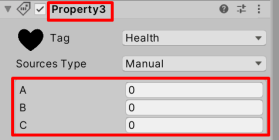 Property3
Tag Health
Sources Type Manual
A 0
B 0
C 0